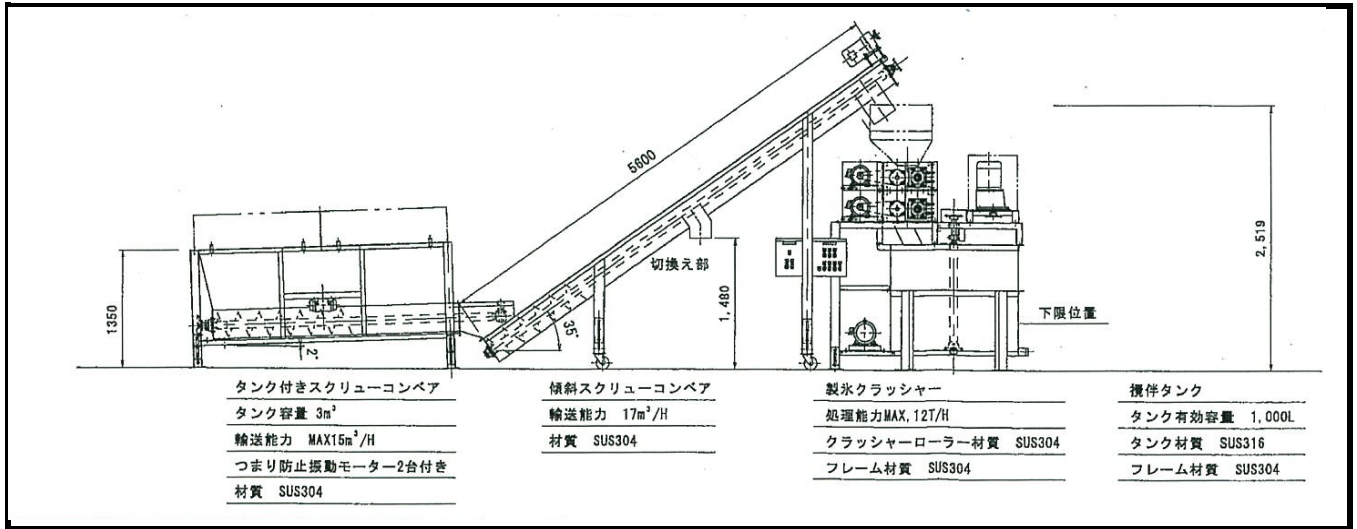 5600
切換え部
1350
1,480
2,519
35°
2°
下限位置
タンク付きスクリューコンベア
タンク容量 3m³
輸送能力 MAX15m³/H
つまり防止振動モーター2台付き
材質 SUS304
傾斜スクリューコンベア
輸送能力 17m³/H
材質 SUS304
製氷クラッシャー
処理能力MAX,12T/H
クラッシャーローラー材質 SUS304
フレーム材質 SUS304
攪伴タンク
タンク有効容量 1,000L
タンク材質 SUS316
フレーム材質 SUS304